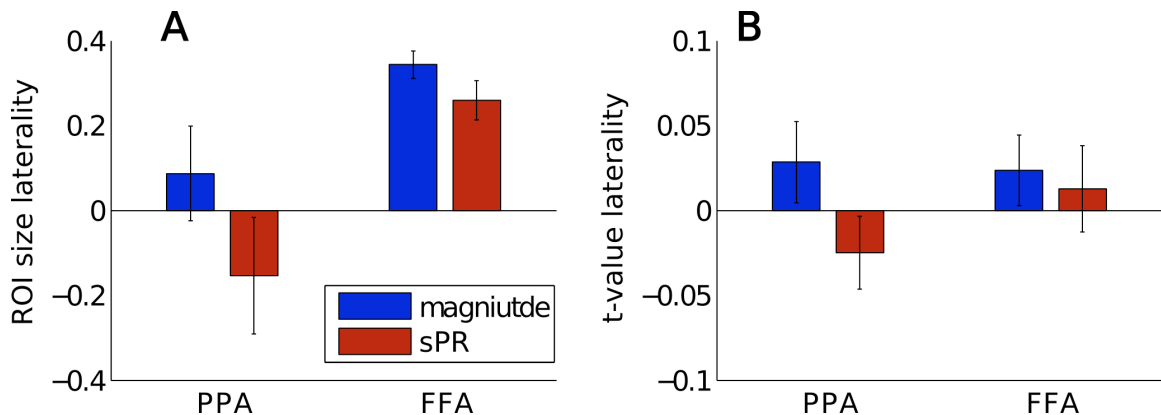 A
ROI size laterality
0.4
0.2
0
−0.2
−0.4
PPA
FFA
magniutde
sPR
B
t-value laterality
0.1
0.05
0
−0.05
−0.1
PPA
FFA